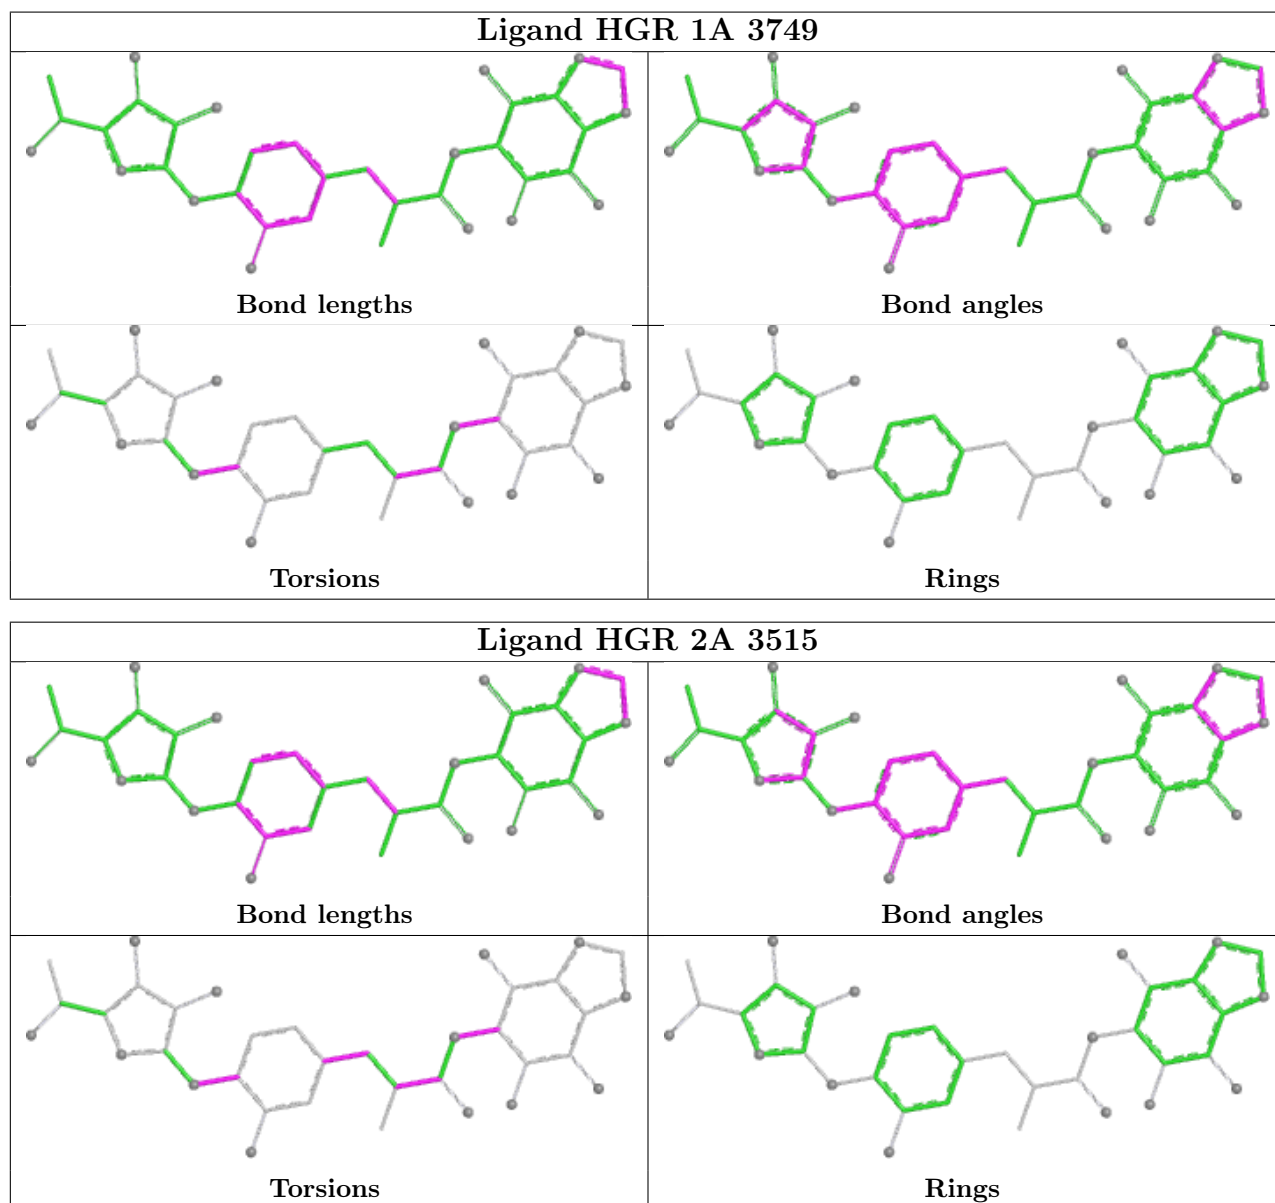 Ligand HGR 1A 3749
Bond lengths
Bond angles
Torsions
Rings
Ligand HGR 2A 3515
Bond lengths
Bond angles
Torsions
Rings